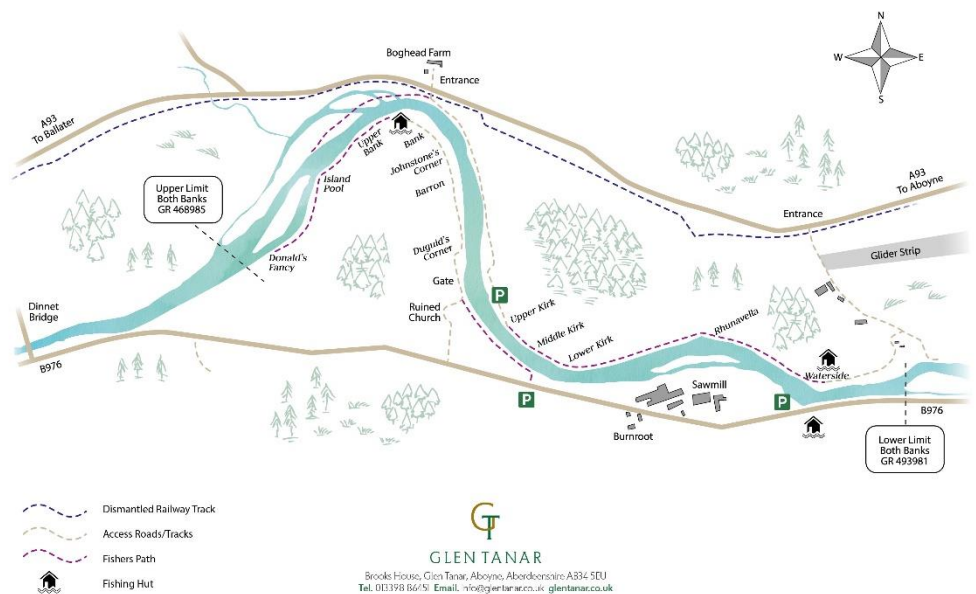 N
W
E
S
Boghead Farm
Entrance
A93
To Ballater
Upper
Bank
Bank
Johnstone's
Corner
Barron
Island
Pool
Upper Limit
Both Banks
GR 468985
Donald's
Fancy
Duguid's
Corner
Gate
Ruined
Church
Dinnet
Bridge
B976
A93
To Aboyne
Entrance
Glider Strip
P
Upper Kirk
Middle Kirk
Lower Kirk
Rhunavella
Waterside
Sawmill
P
P
Burnroot
B976
Lower Limit
Both Banks
GR 493981
Dismantled Railway Track
Access Roads/Tracks
Fishers Path
Fishing Hut
GT
GLEN TANAR
Brooks House, Glen Tanar, Aboyne, Aberdeenshire AB34 5EU
Tel. 013398 86451 Email. info@glentanar.co.uk glentanar.co.uk